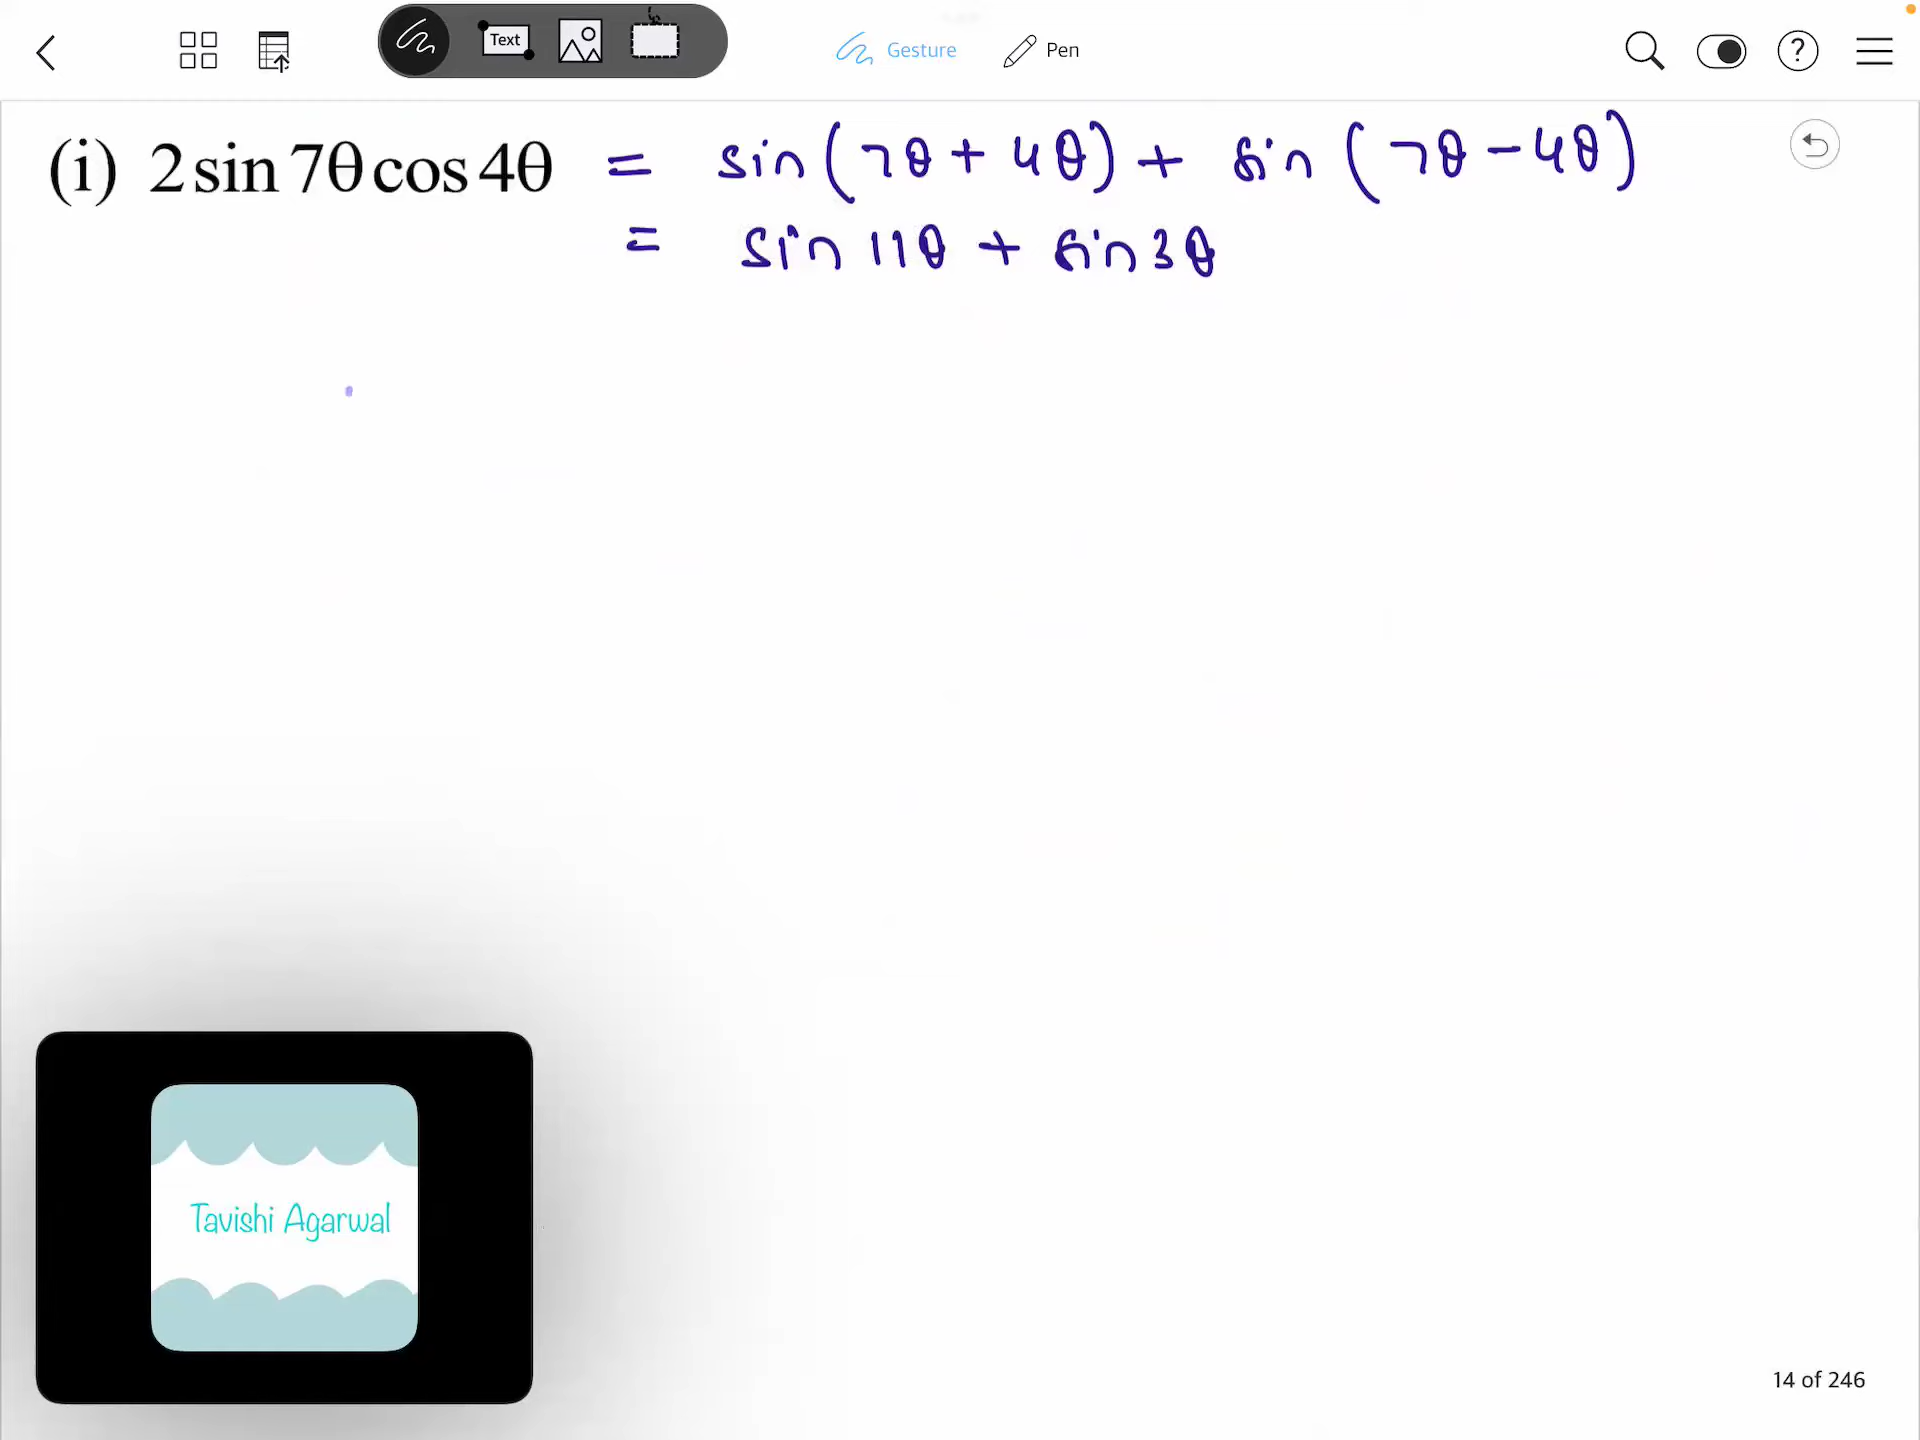 Text
Gesture
Pen
(i) 2 sin 7θ cos 4θ = sin (7θ + 4θ) + sin (7θ - 4θ)
= sin 11θ + sin 3θ
Tavishi Agarwal
14 of 246